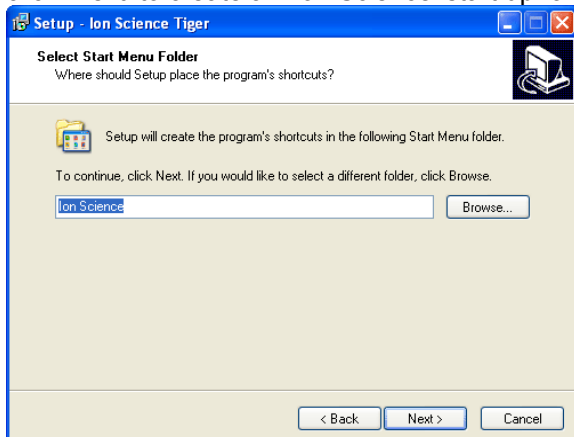 Setup - Ion Science Tiger
Select Start Menu Folder
Where should Setup place the program's shortcuts?
Setup will create the program's shortcuts in the following Start Menu folder.
To continue, click Next. If you would like to select a different folder, click Browse.
Ion Science
Browse...
< Back
Next >
Cancel